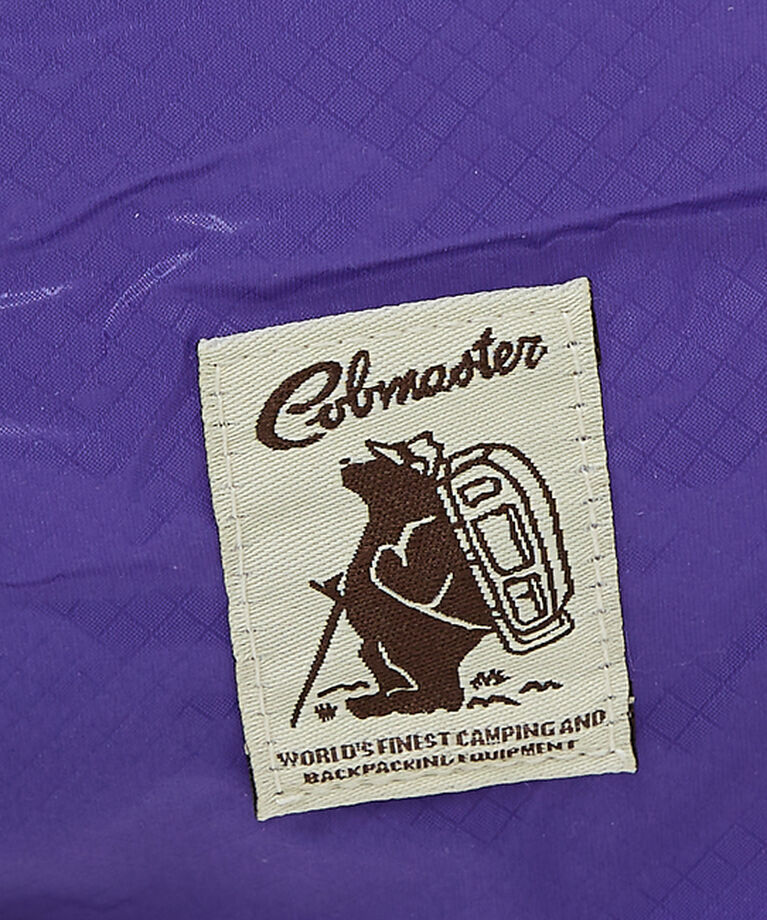 Cobmaster
WORLD'S FINEST CAMPING AND
BACKPACKING EQUIPMENT